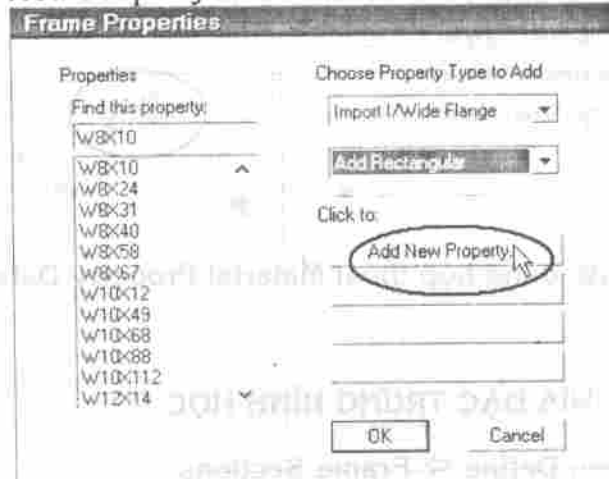 Frame Properties
Properties
Find this property:
W8X10
W8X10
W8X24
W8X31
W8X40
W8X58
W8X67
W10X12
W10X49
W10X68
W10X88
W10X112
W12X14
Choose Property Type to Add
Import I/Wide Flange
Add Rectangular
Click to:
Add New Property
OK
Cancel